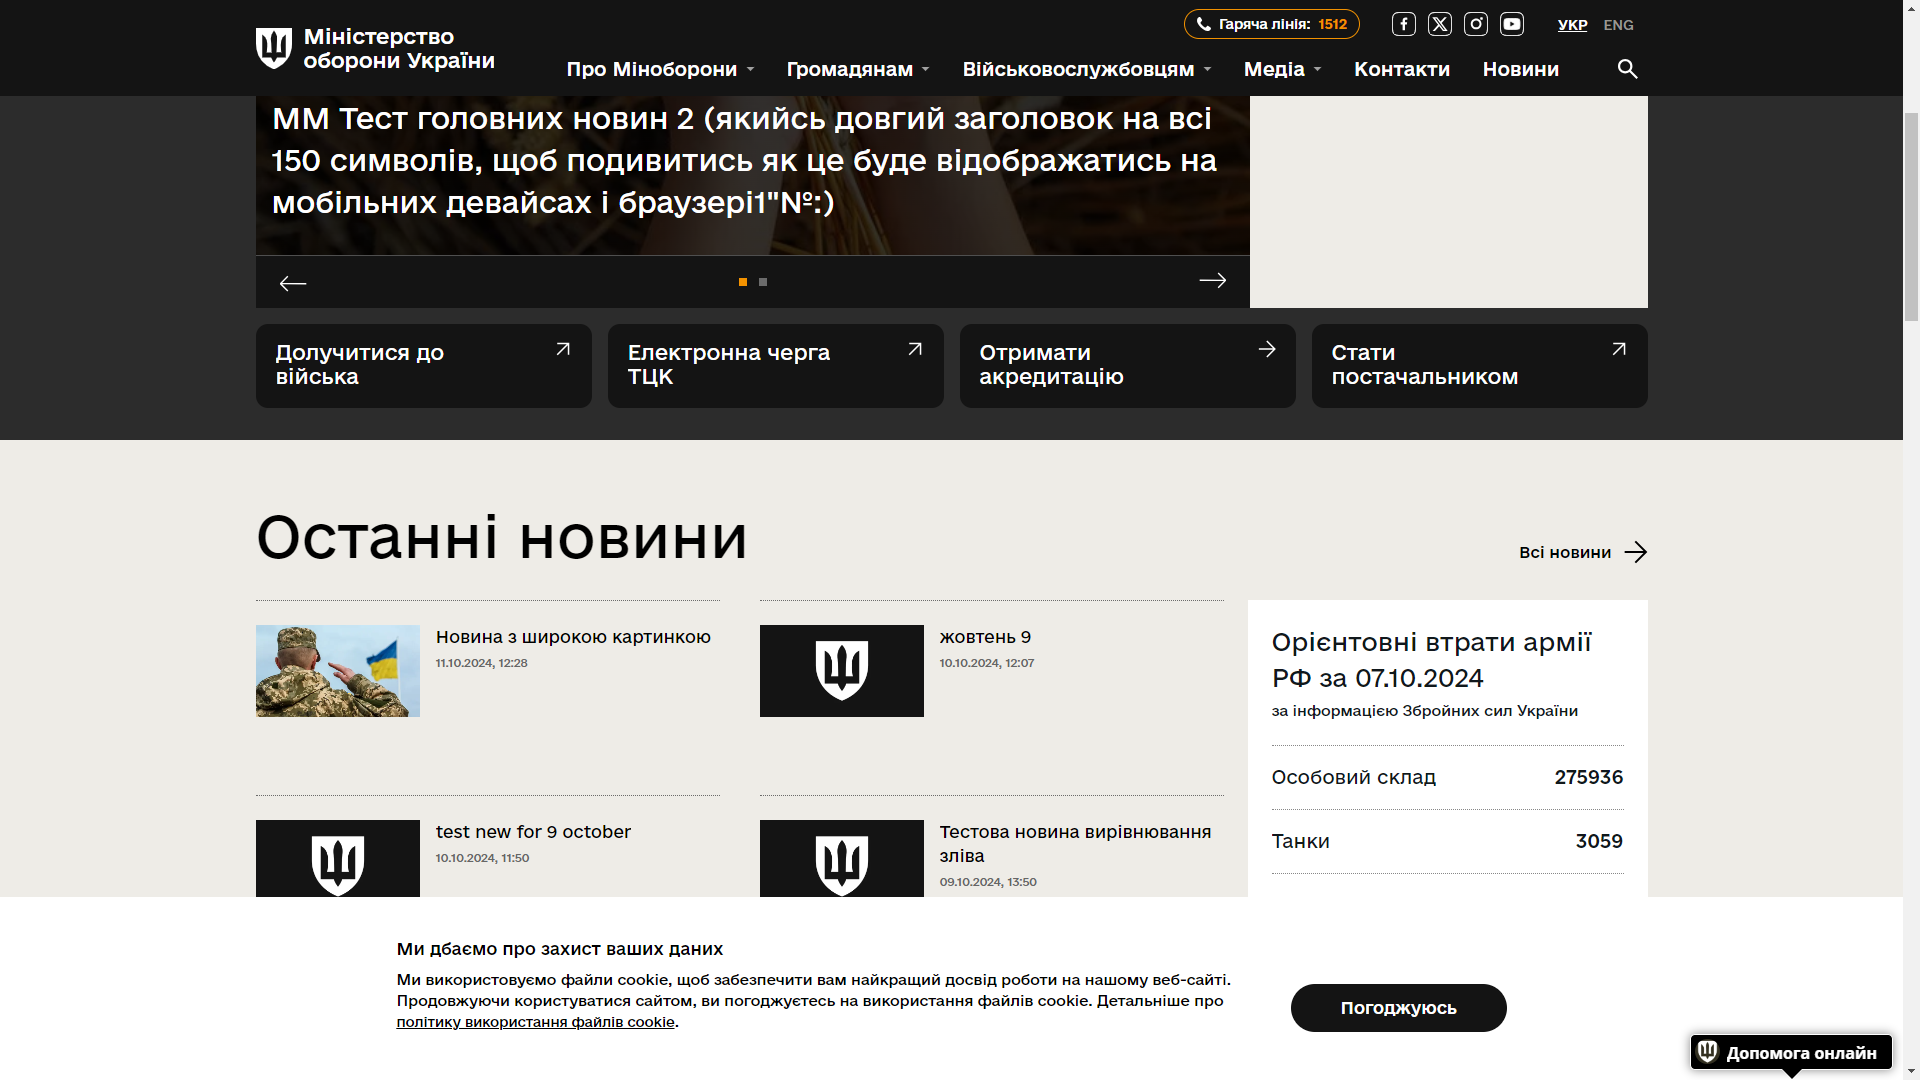 Міністерство
оборони України
Гаряча лінія: 1512
УКР ENG
Про Міноборони
Громадянам
Військовослужбовцям
Медіа
Контакти
Новини
ММ Тест головних новин 2 (якийсь довгий заголовок на всі
150 символів, щоб подивитись як це буде відображатись на
мобільних девайсах і браузері1"№:)
Долучитися до
війська
Електронна черга
ТЦК
Отримати
акредитацію
Стати
постачальником
Останні новини
Всі новини
Новина з широкою картинкою
11.10.2024, 12:28
жовтень 9
10.10.2024, 12:07
test new for 9 october
10.10.2024, 11:50
Тестова новина вирівнювання
зліва
09.10.2024, 13:50
Орієнтовні втрати армії
РФ за 07.10.2024
за інформацією Збройних сил України
Особовий склад 275936
Танки 3059
Ми дбаємо про захист ваших даних
Ми використовуємо файли cookie, щоб забезпечити вам найкращий досвід роботи на нашому веб-сайті.
Продовжуючи користуватися сайтом, ви погоджуєтесь на використання файлів cookie. Детальніше про
політику використання файлів cookie.
Погоджуюсь
Допомога онлайн